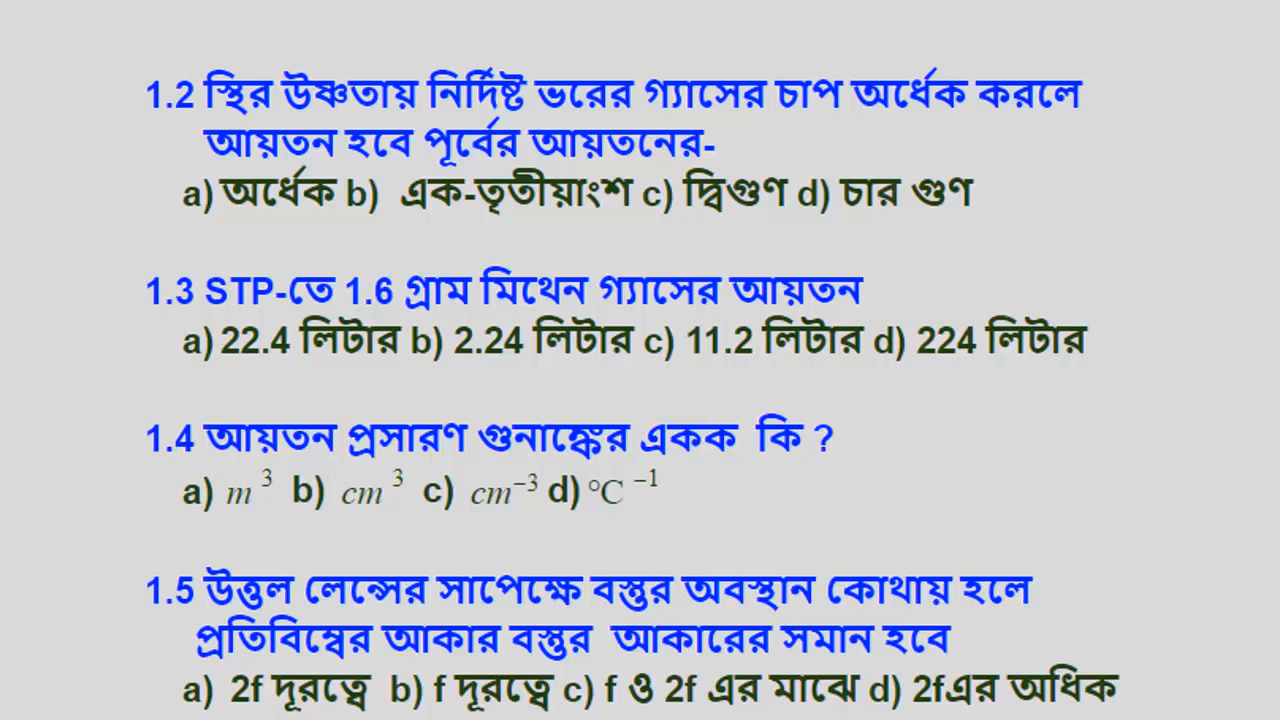 1.2 স্থির উষ্ণতায় নির্দিষ্ট ভরের গ্যাসের চাপ অর্ধেক করলে
আয়তন হবে পূর্বের আয়তনের-
a) অর্ধেক b) এক-তৃতীয়াংশ c) দ্বিগুণ d) চার গুণ
1.3 STP-তে 1.6 গ্রাম মিথেন গ্যাসের আয়তন
a) 22.4 লিটার b) 2.24 লিটার c) 11.2 লিটার d) 224 লিটার
1.4 আয়তন প্রসারণ গুনাঙ্কের একক কি ?
a) m ³ b) cm ³ c) cm⁻³ d) °C ⁻¹
1.5 উত্তল লেন্সের সাপেক্ষে বস্তুর অবস্থান কোথায় হলে
প্রতিবিম্বের আকার বস্তুর আকারের সমান হবে
a) 2f দূরত্বে b) f দূরত্বে c) f ও 2f এর মাঝে d) 2fএর অধিক